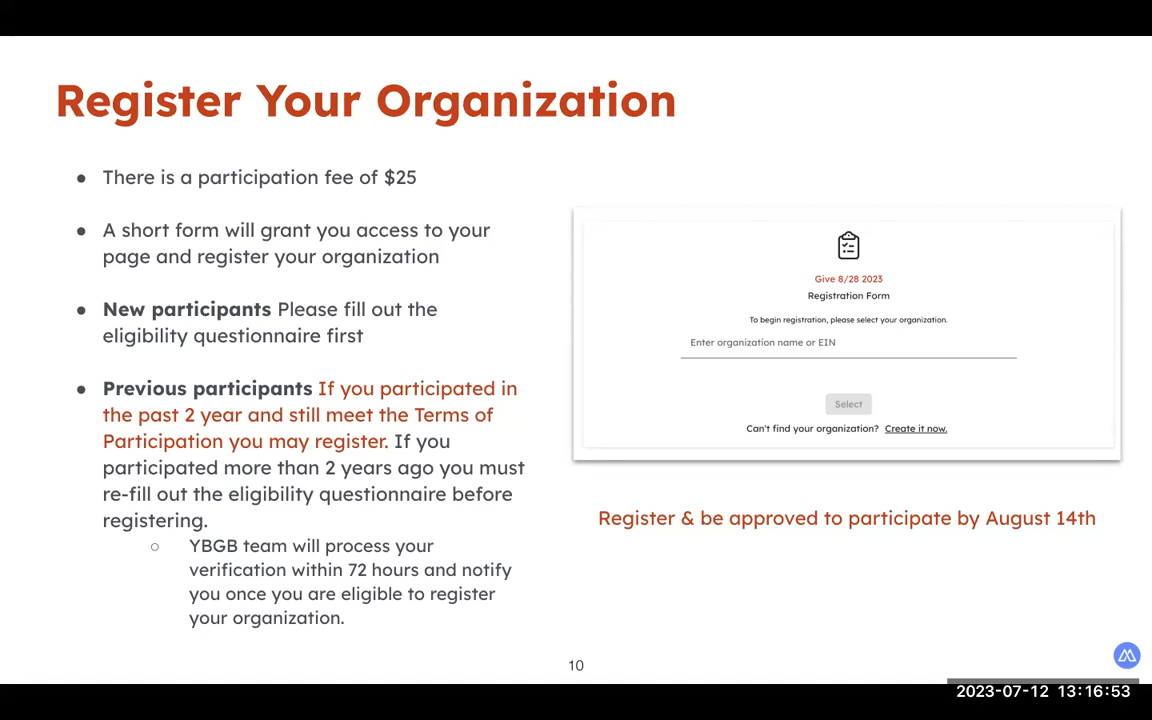 Register Your Organization
● There is a participation fee of $25
● A short form will grant you access to your
page and register your organization
● New participants Please fill out the
eligibility questionnaire first
● Previous participants If you participated in
the past 2 year and still meet the Terms of
Participation you may register. If you
participated more than 2 years ago you must
re-fill out the eligibility questionnaire before
registering.
○ YBGB team will process your
verification within 72 hours and notify
you once you are eligible to register
your organization.
Give 8/28 2023
Registration Form
To begin registration, please select your organization.
Enter organization name or EIN
Select
Can't find your organization? Create it now.
Register & be approved to participate by August 14th
10
2023-07-12 13:16:53